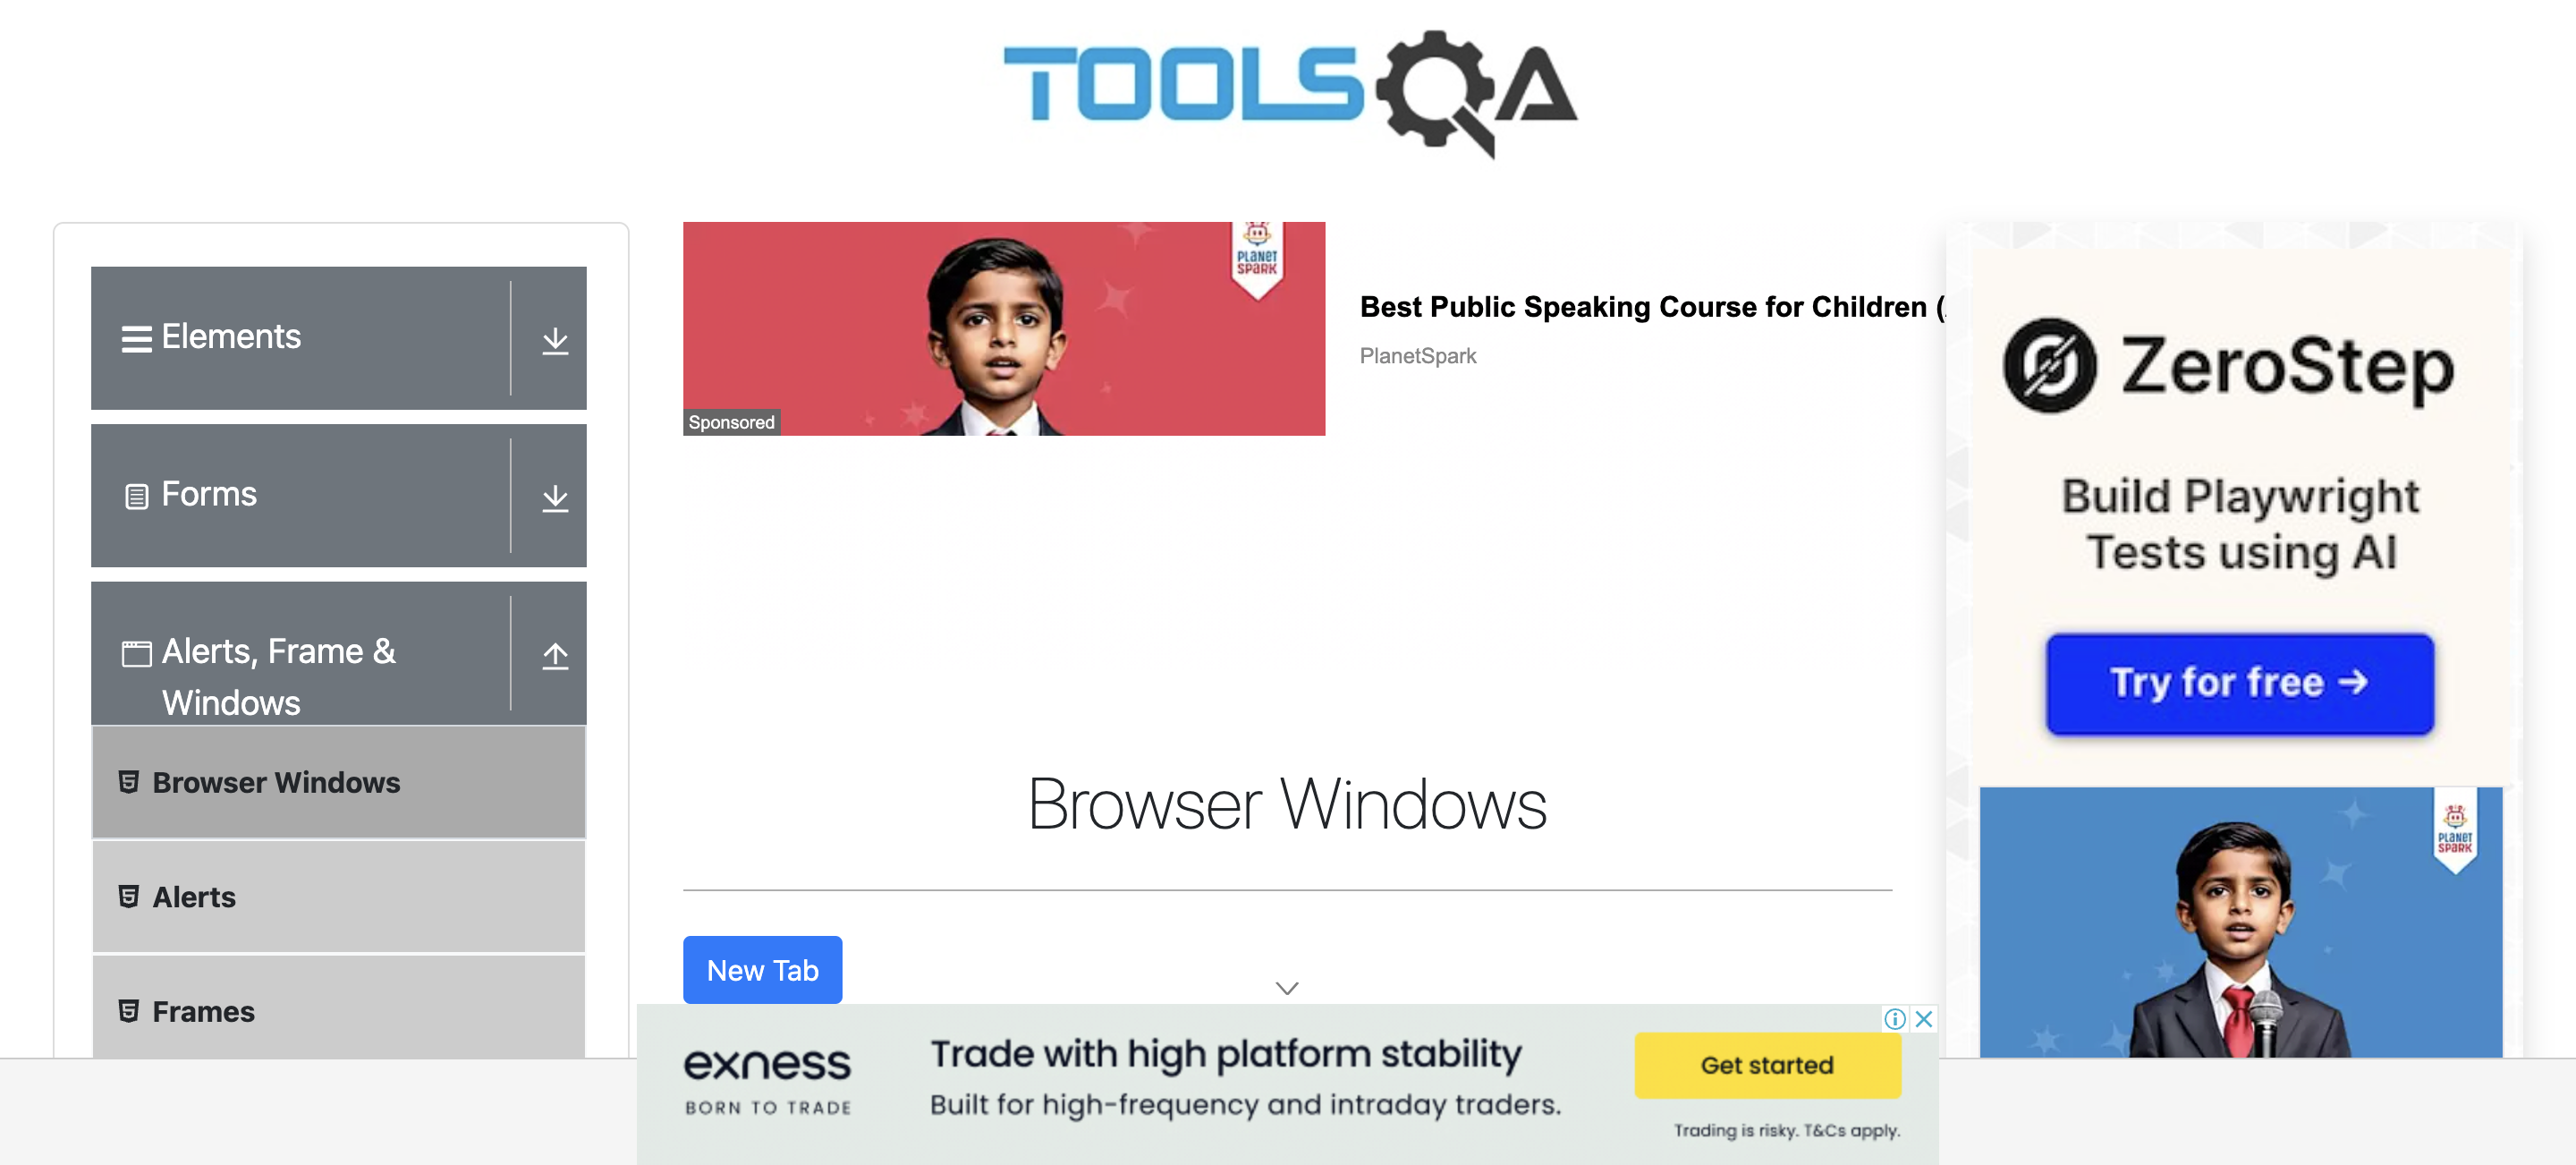 TOOLSQA
Elements
Forms
Alerts, Frame &
Windows
Browser Windows
Alerts
Frames
PLANET
SPARK
Sponsored
Best Public Speaking Course for Children (
PlanetSpark
Browser Windows
New Tab
ZeroStep
Build Playwright
Tests using AI
Try for free →
PLANET
SPARK
exness
BORN TO TRADE
Trade with high platform stability
Built for high-frequency and intraday traders.
Get started
Trading is risky. T&Cs apply.